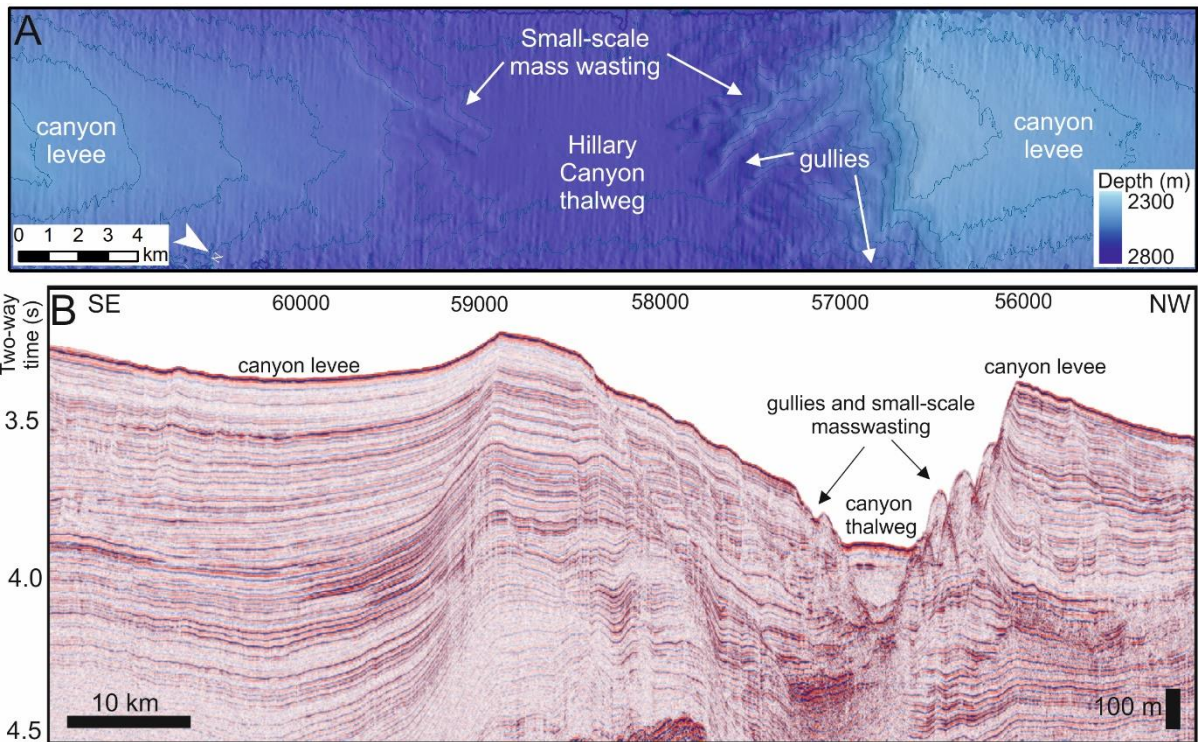 A
Small-scale
mass wasting
canyon
levee
Hillary
Canyon
thalweg
gullies
canyon
levee
Depth (m)
2300
2800
0 1 2 3 4
km
N
B SE 60000 59000 58000 57000 56000 NW
Two-way
time (s)
canyon levee
canyon levee
gullies and small-scale
masswasting
canyon
thalweg
3.5
4.0
4.5
10 km
100 m